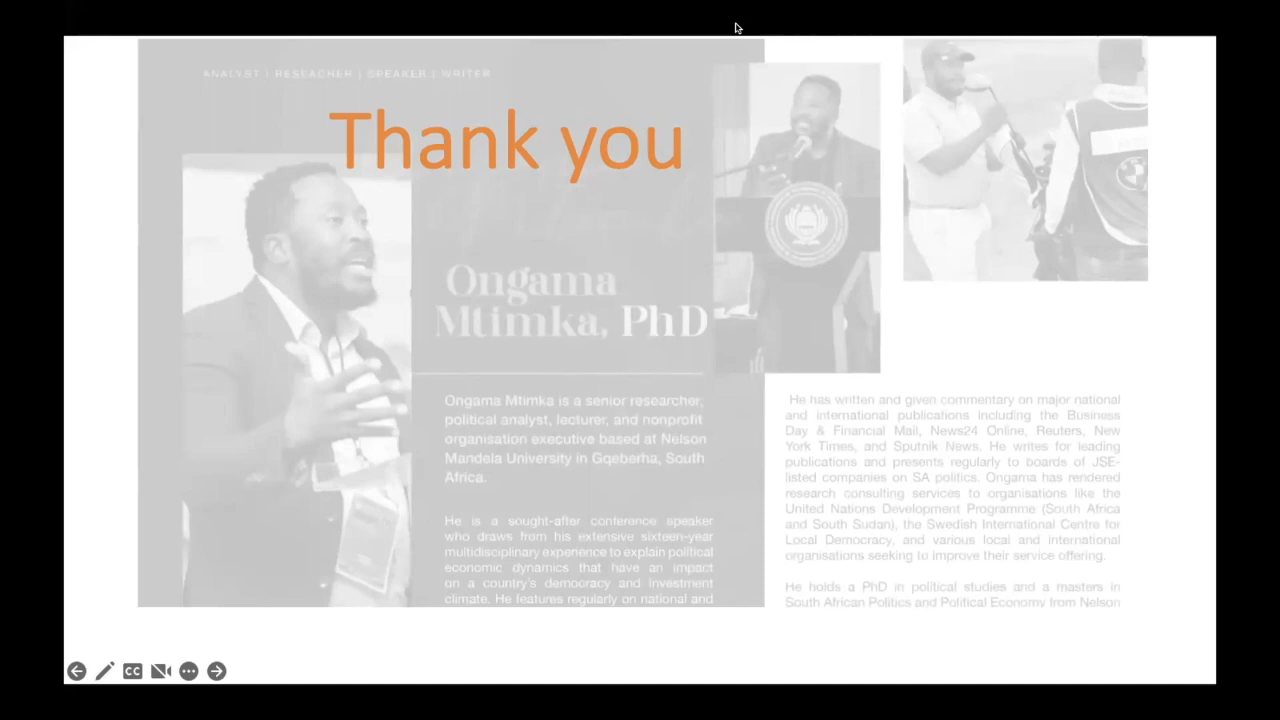 ANALYST | RESEACHER | SPEAKER | WRITER
Thank you
Ongama
Mtimka, PhD
Ongama Mtimka is a senior researcher,
political analyst, lecturer, and nonprofit
organisation executive based at Nelson
Mandela University in Gqeberha, South
Africa.
He is a sought-after conference speaker
who draws from his extensive sixteen-year
multidisciplinary experience to explain political
economic dynamics that have an impact
on a country's democracy and investment
climate. He features regularly on national and
He has written and given commentary on major national
and international publications including the Business
Day & Financial Mail, News24 Online, Reuters, New
York Times, and Sputnik News. He writes for leading
publications and presents regularly to boards of JSE-
listed companies on SA politics. Ongama has rendered
research consulting services to organisations like the
United Nations Development Programme (South Africa
and South Sudan), the Swedish International Centre for
Local Democracy, and various local and international
organisations seeking to improve their service offering.
He holds a PhD in political studies and a masters in
South African Politics and Political Economy from Nelson
CC